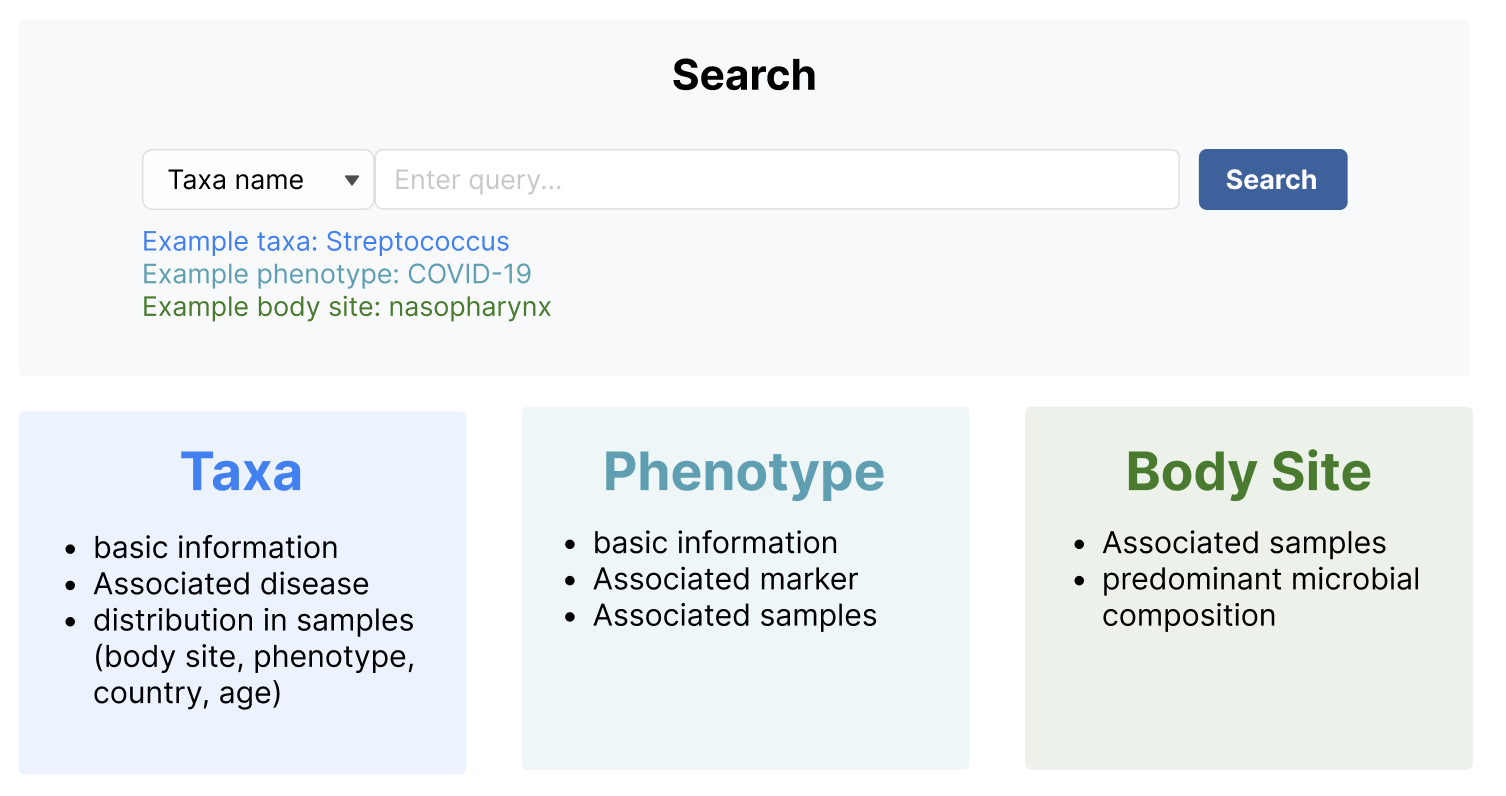 Search
Taxa name
Enter query...
Search
Example taxa: Streptococcus
Example phenotype: COVID-19
Example body site: nasopharynx
Taxa
• basic information
• Associated disease
• distribution in samples
(body site, phenotype,
country, age)
Phenotype
• basic information
• Associated marker
• Associated samples
Body Site
• Associated samples
• predominant microbial
composition